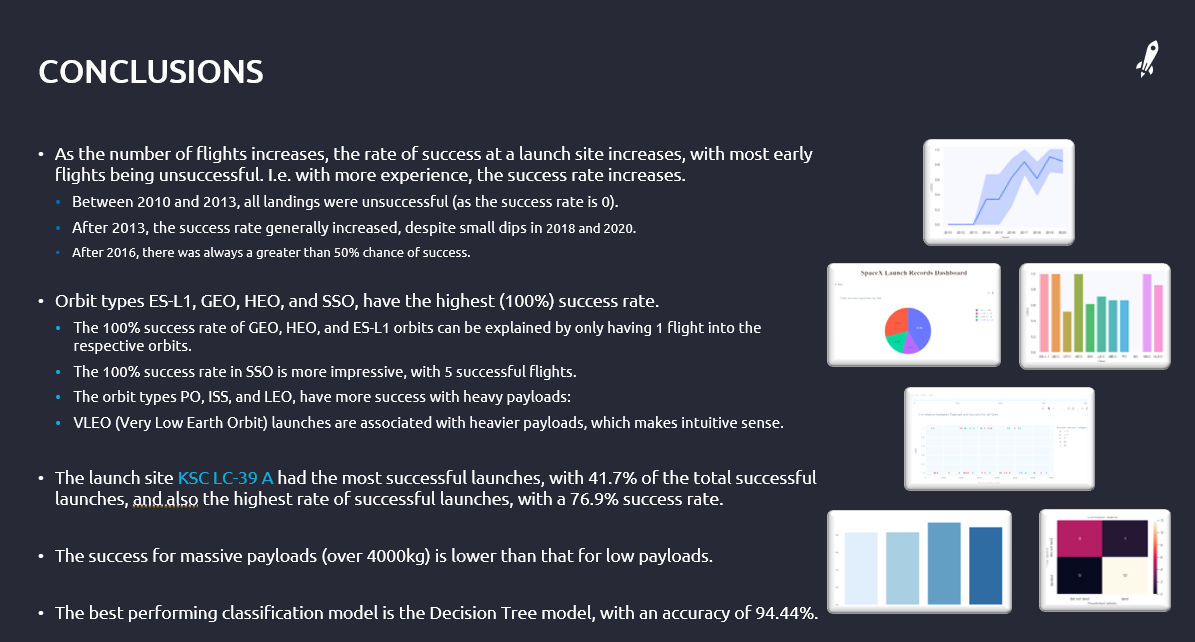 CONCLUSIONS
• As the number of flights increases, the rate of success at a launch site increases, with most early
flights being unsuccessful. I.e. with more experience, the success rate increases.
• Between 2010 and 2013, all landings were unsuccessful (as the success rate is 0).
• After 2013, the success rate generally increased, despite small dips in 2018 and 2020.
• After 2016, there was always a greater than 50% chance of success.
• Orbit types ES-L1, GEO, HEO, and SSO, have the highest (100%) success rate.
• The 100% success rate of GEO, HEO, and ES-L1 orbits can be explained by only having 1 flight into the
respective orbits.
• The 100% success rate in SSO is more impressive, with 5 successful flights.
• The orbit types PO, ISS, and LEO, have more success with heavy payloads:
• VLEO (Very Low Earth Orbit) launches are associated with heavier payloads, which makes intuitive sense.
• The launch site KSC LC-39 A had the most successful launches, with 41.7% of the total successful
launches, and also the highest rate of successful launches, with a 76.9% success rate.
• The success for massive payloads (over 4000kg) is lower than that for low payloads.
• The best performing classification model is the Decision Tree model, with an accuracy of 94.44%.
SpaceX Launch Records Dashboard